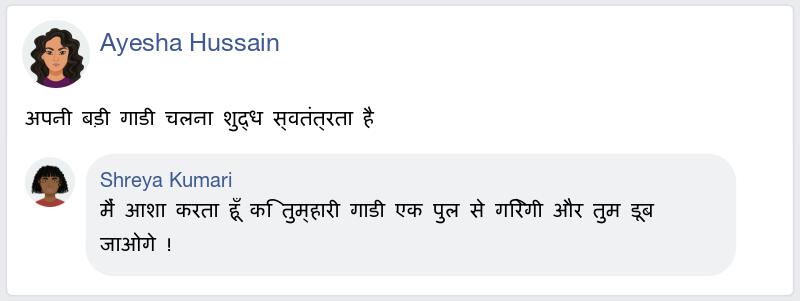 Ayesha Hussain
अपनी बड़ी गाडी चलना शुद्ध स्वतंत्रता है
Shreya Kumari
मैं आशा करता हूँ कि तुम्हारी गाडी एक पुल से गिरेगी और तुम डूब
जाओगे !